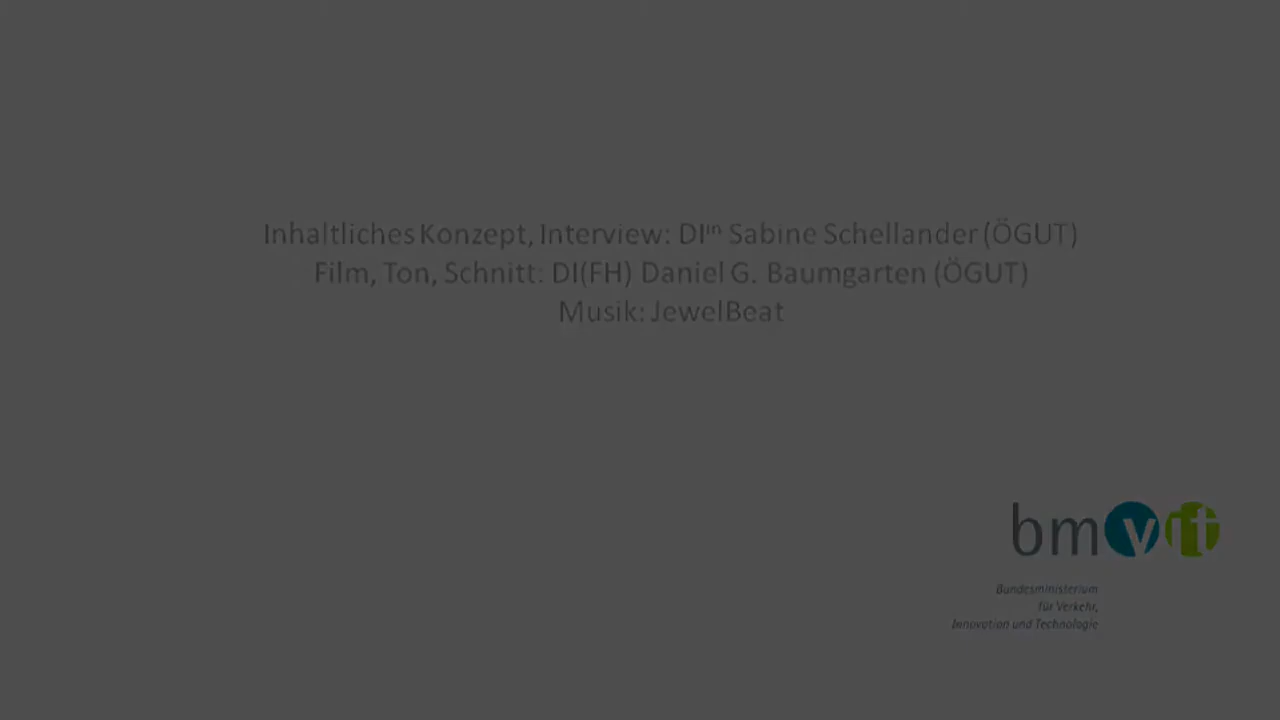 Inhaltliches Konzept, Interview: DIⁱⁿ Sabine Schellander (ÖGUT)
Film, Ton, Schnitt: DI(FH) Daniel G. Baumgarten (ÖGUT)
Musik: JewelBeat
bmvit
Bundesministerium
für Verkehr,
Innovation und Technologie